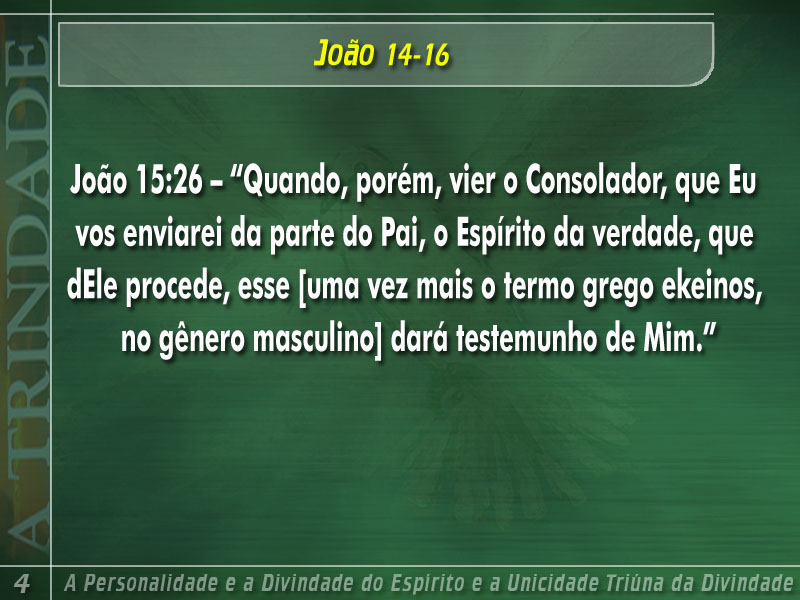 João 14-16
João 15:26 – “Quando, porém, vier o Consolador, que Eu
vos enviarei da parte do Pai, o Espírito da verdade, que
dEle procede, esse [uma vez mais o termo grego ekeinos,
no gênero masculino] dará testemunho de Mim.”
A TRINDADE
4
A Personalidade e a Divindade do Espírito e a Unicidade Triúna da Divindade